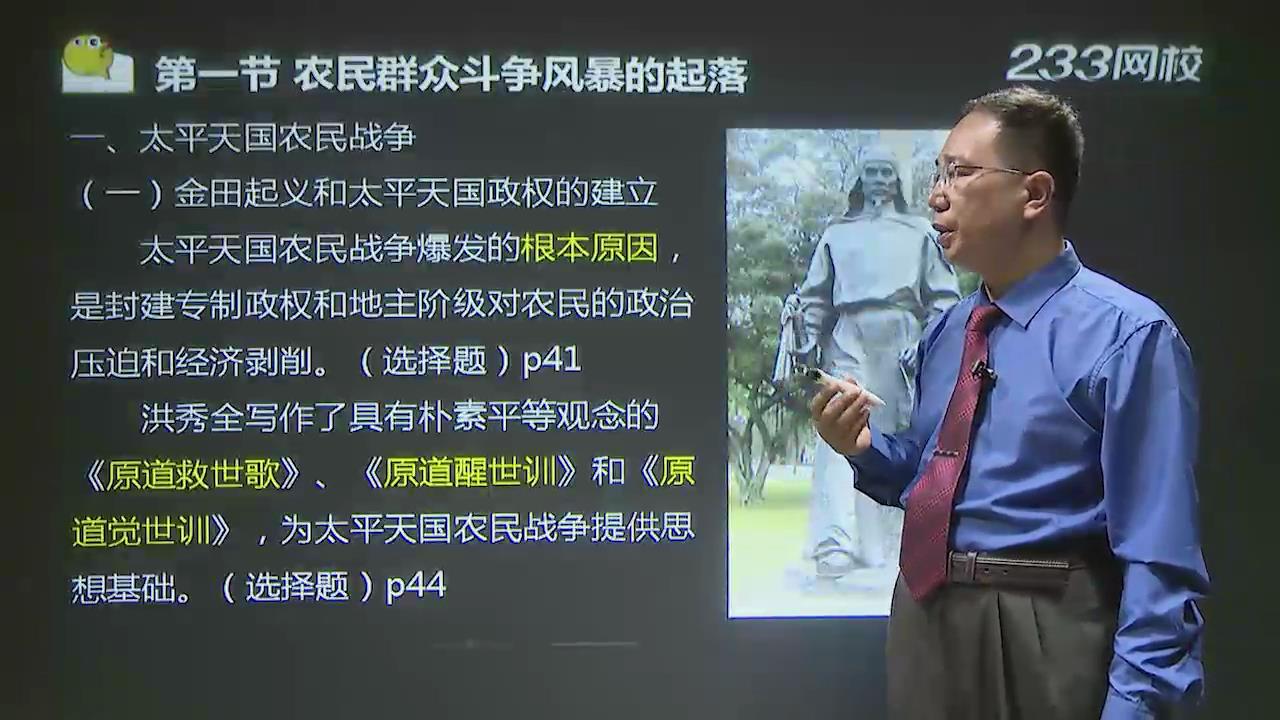 第一节 农民群众斗争风暴的起落
233网校
一、太平天国农民战争
（一）金田起义和太平天国政权的建立
太平天国农民战争爆发的根本原因，
是封建专制政权和地主阶级对农民的政治
压迫和经济剥削。（选择题）p41
洪秀全写作了具有朴素平等观念的
《原道救世歌》、《原道醒世训》和《原
道觉世训》，为太平天国农民战争提供思
想基础。（选择题）p44